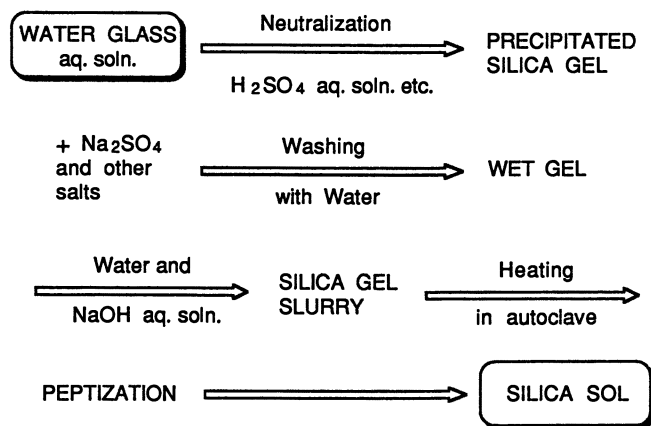 WATER GLASS
aq. soln.
Neutralization
H₂SO₄ aq. soln. etc.
PRECIPITATED
SILICA GEL
+ Na₂SO₄
and other
salts
Washing
with Water
WET GEL
Water and
NaOH aq. soln.
SILICA GEL
SLURRY
Heating
in autoclave
PEPTIZATION
SILICA SOL